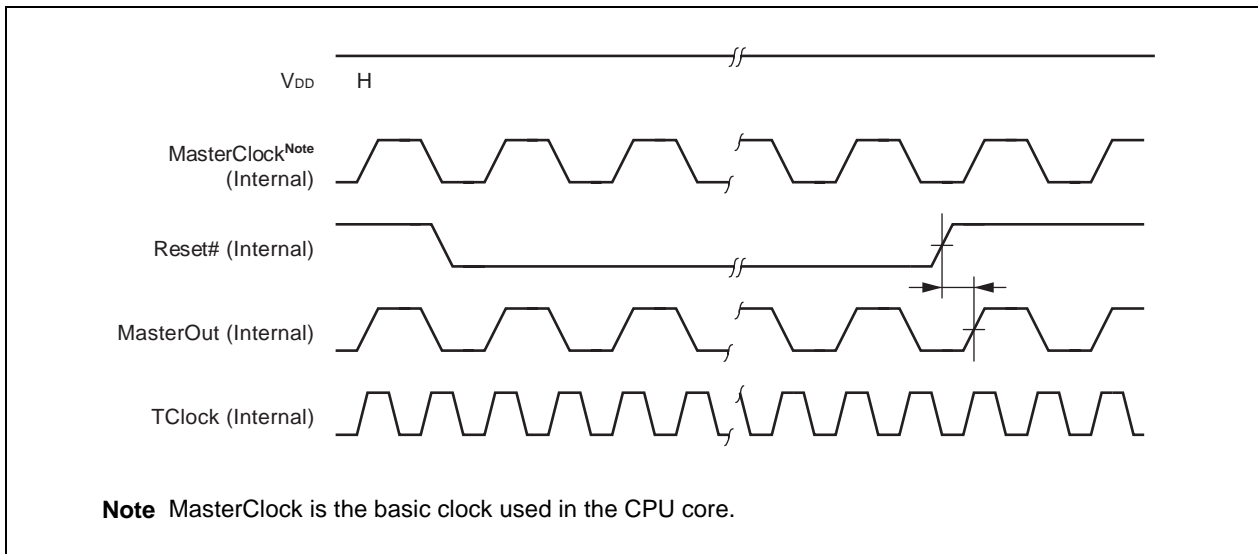 VDD H
MasterClockNote
(Internal)
Reset# (Internal)
MasterOut (Internal)
TClock (Internal)
Note MasterClock is the basic clock used in the CPU core.